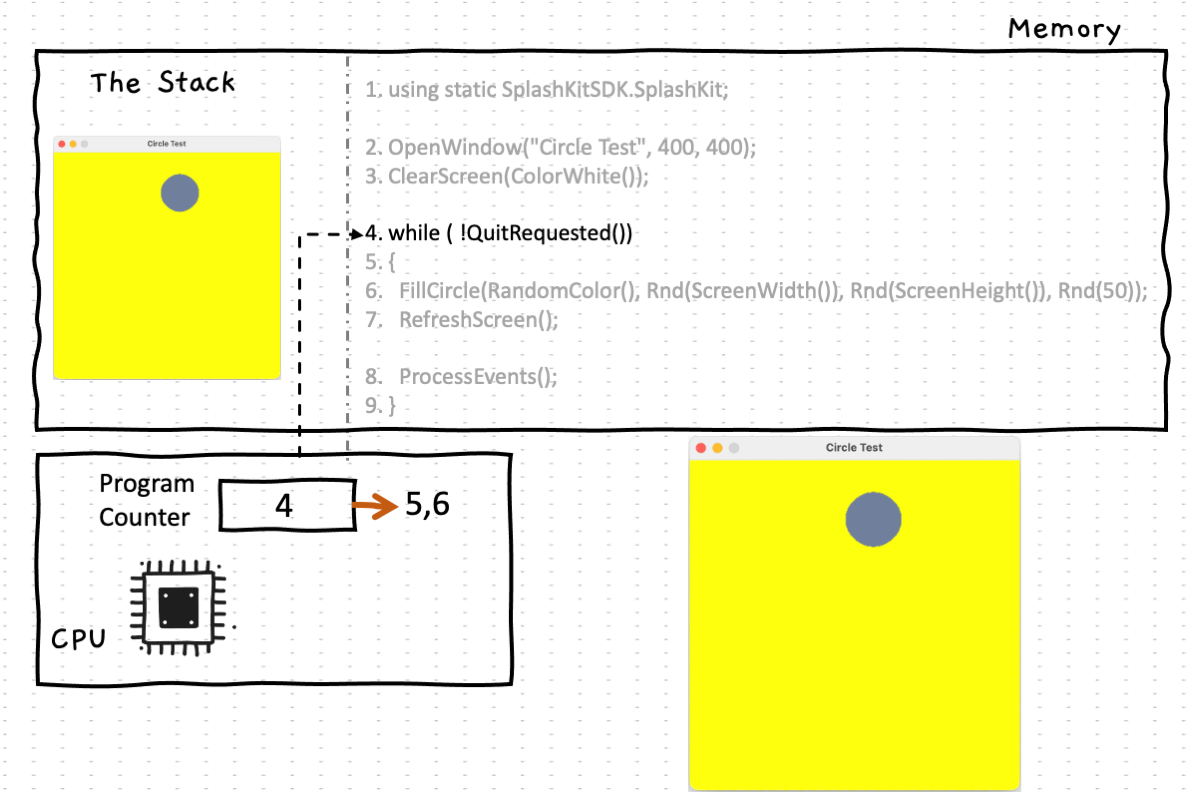 Memory
The Stack
Circle Test
1. using static SplashKitSDK.SplashKit;
2. OpenWindow("Circle Test", 400, 400);
3. ClearScreen(ColorWhite());
4. while ( !QuitRequested())
5. {
6. FillCircle(RandomColor(), Rnd(ScreenWidth()), Rnd(ScreenHeight()), Rnd(50));
7. RefreshScreen();
8. ProcessEvents();
9. }
Program
Counter
4
5,6
CPU
Circle Test